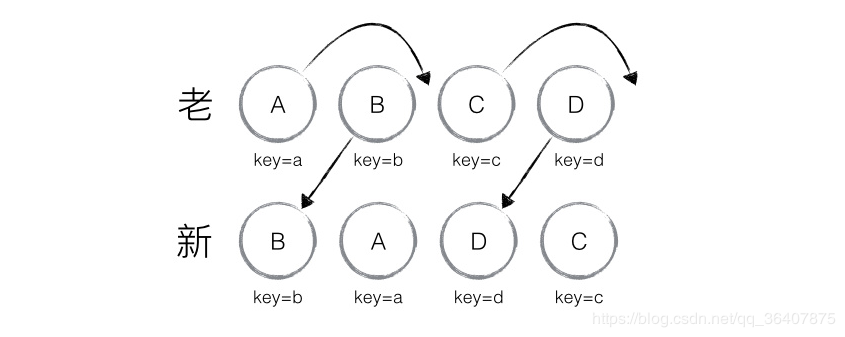 老 A B C D
key=a key=b key=c key=d
新 B A D C
key=b key=a key=d key=c
https://blog.csdn.net/qq_36407875